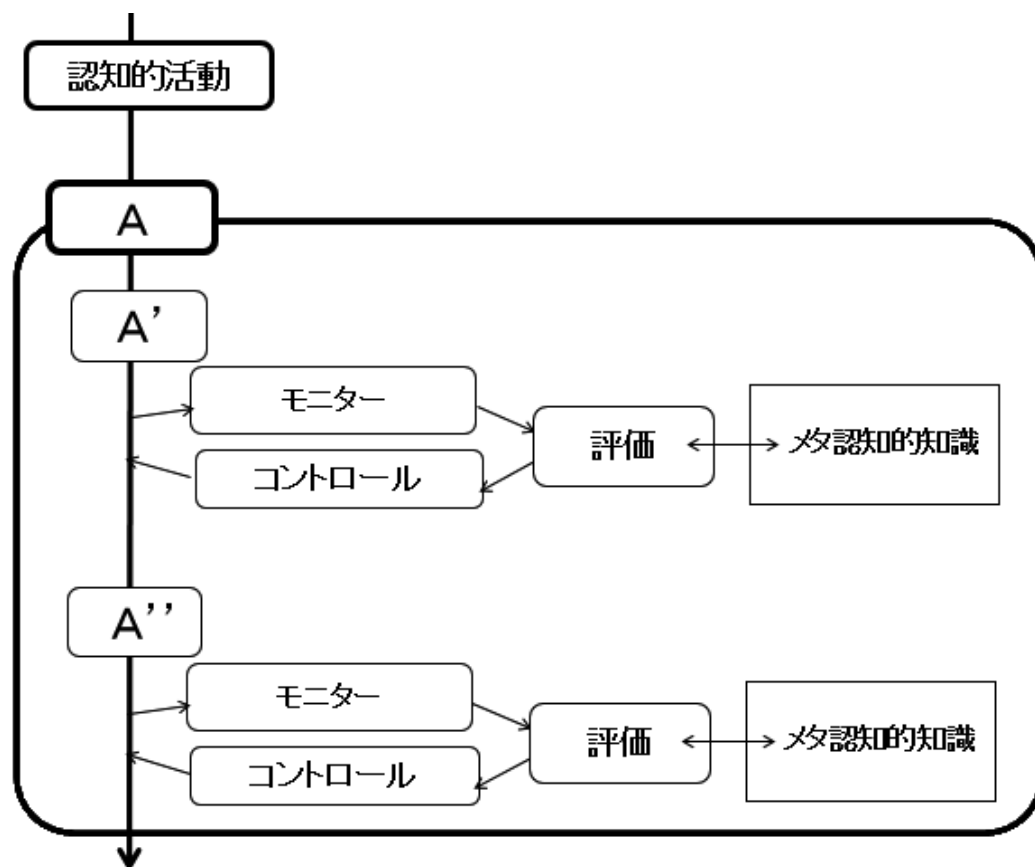 認知的活動
A
A’
モニター
評価
メタ認知的知識
コントロール
A’’
モニター
評価
メタ認知的知識
コントロール